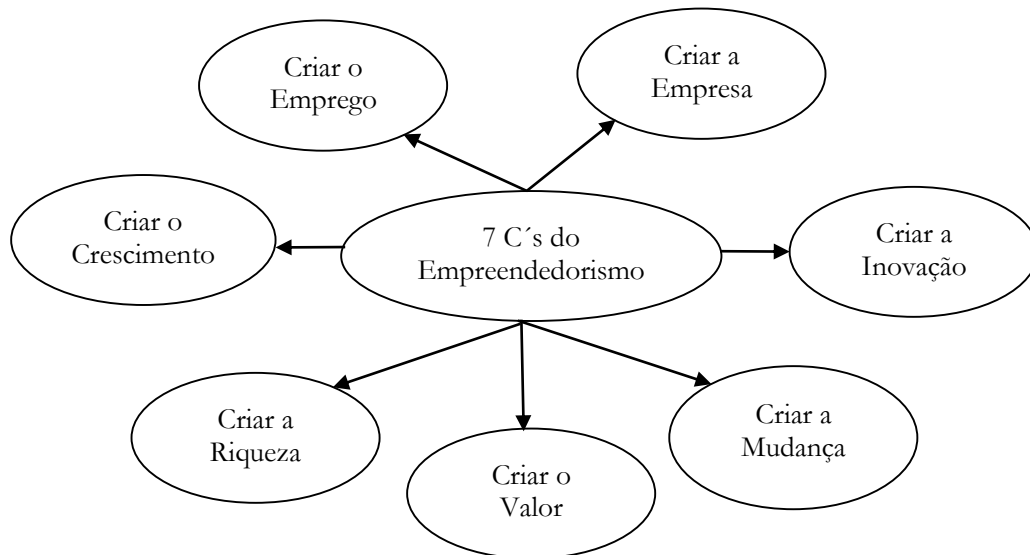 Criar o
Emprego
Criar a
Empresa
Criar o
Crescimento
7 C´s do
Empreendedorismo
Criar a
Inovação
Criar a
Riqueza
Criar o
Valor
Criar a
Mudança